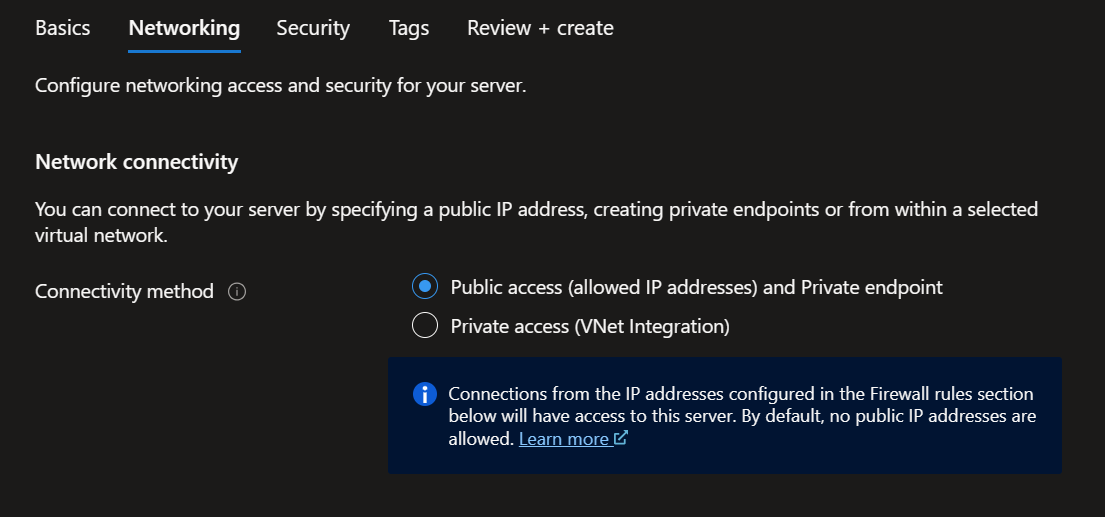 Basics Networking Security Tags Review + create
Configure networking access and security for your server.
Network connectivity
You can connect to your server by specifying a public IP address, creating private endpoints or from within a selected
virtual network.
Connectivity method
Public access (allowed IP addresses) and Private endpoint
Private access (VNet Integration)
Connections from the IP addresses configured in the Firewall rules section
below will have access to this server. By default, no public IP addresses are
allowed. Learn more